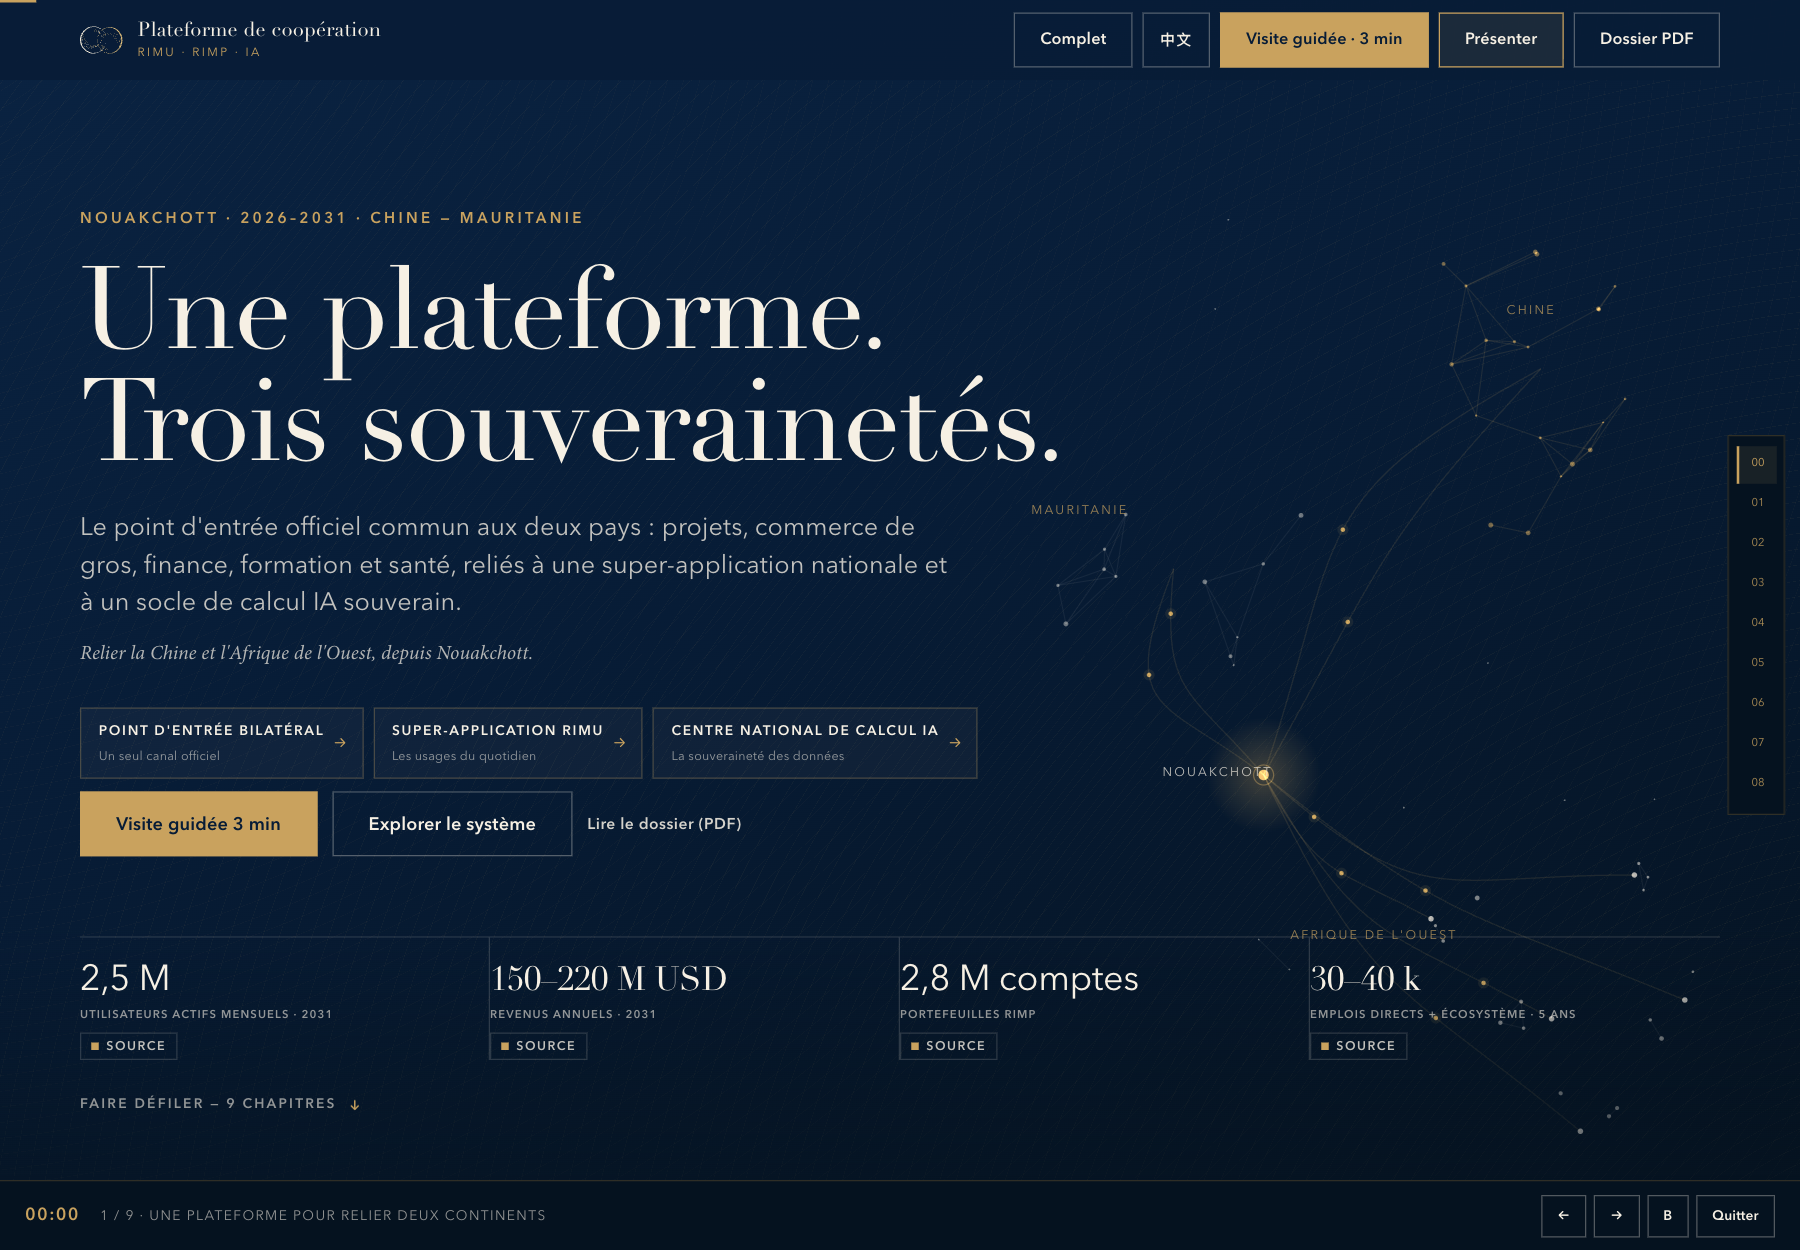 Plateforme de coopération
RIMU · RIMP · IA
Complet
中文
Visite guidée · 3 min
Présenter
Dossier PDF
NOUAKCHOTT · 2026–2031 · CHINE — MAURITANIE
Une plateforme.
Trois souverainetés.
Le point d'entrée officiel commun aux deux pays : projets, commerce de
gros, finance, formation et santé, reliés à une super-application nationale et
à un socle de calcul IA souverain.
Relier la Chine et l'Afrique de l'Ouest, depuis Nouakchott.
POINT D'ENTRÉE BILATÉRAL
Un seul canal officiel
→
SUPER-APPLICATION RIMU
Les usages du quotidien
→
CENTRE NATIONAL DE CALCUL IA
La souveraineté des données
→
Visite guidée 3 min
Explorer le système
Lire le dossier (PDF)
CHINE
MAURITANIE
NOUAKCHOTT
AFRIQUE DE L'OUEST
00
01
02
03
04
05
06
07
08
2,5 M
UTILISATEURS ACTIFS MENSUELS · 2031
SOURCE
150–220 M USD
REVENUS ANNUELS · 2031
SOURCE
2,8 M comptes
PORTEFEUILLES RIMP
SOURCE
30–40 k
EMPLOIS DIRECTS + ÉCOSYSTÈME · 5 ANS
SOURCE
FAIRE DÉFILER — 9 CHAPITRES ↓
00:00
1 / 9 · UNE PLATEFORME POUR RELIER DEUX CONTINENTS
←
→
B
Quitter